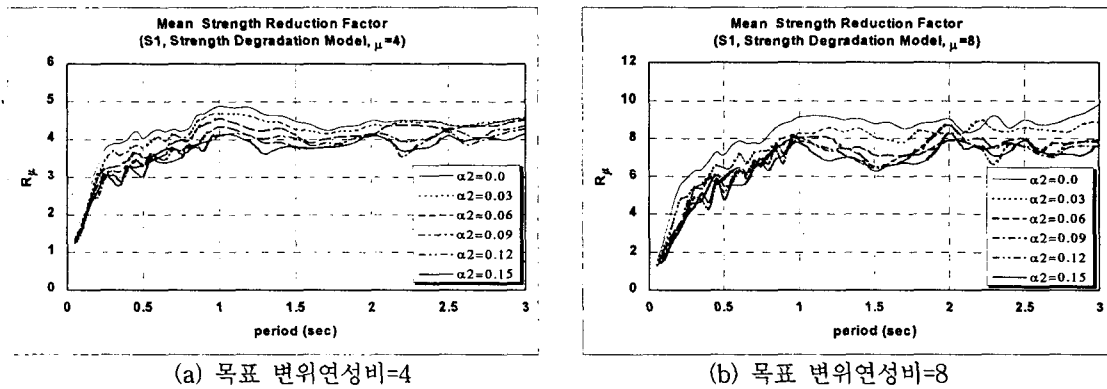 Mean Strength Reduction Factor
(S1, Strength Degradation Model, μ=4)
6
5
4
3
2
1
0
Rμ
α2=0.0
α2=0.03
α2=0.06
α2=0.09
α2=0.12
α2=0.15
0 0.5 1 1.5 2 2.5 3
period (sec)
(a) 목표 변위연성비=4
Mean Strength Reduction Factor
(S1, Strength Degradation Model, μ=8)
12
10
8
6
4
2
0
Rμ
α2=0.0
α2=0.03
α2=0.06
α2=0.09
α2=0.12
α2=0.15
0 0.5 1 1.5 2 2.5 3
period (sec)
(b) 목표 변위연성비=8